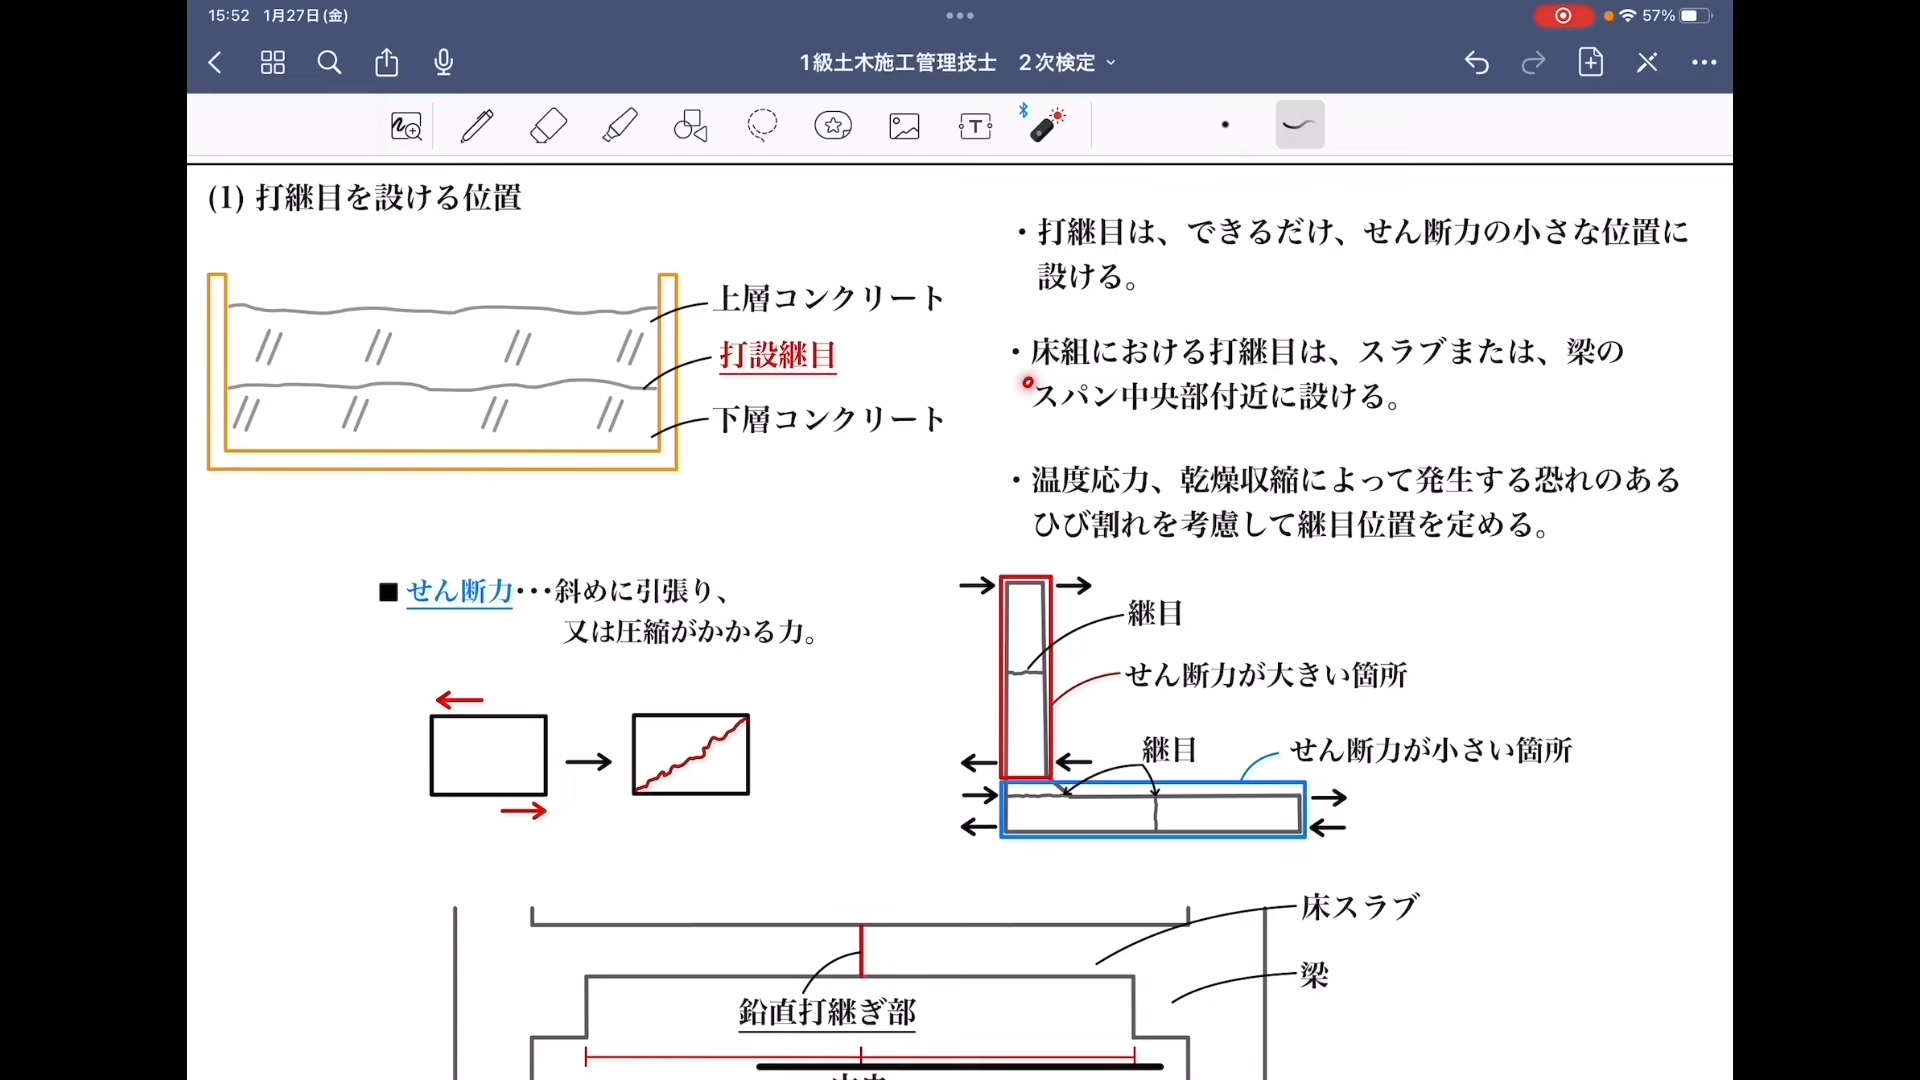 15:52 1月27日(金)
57%
1級土木施工管理技士 2次検定
(1) 打継目を設ける位置
上層コンクリート
打設継目
下層コンクリート
・打継目は、できるだけ、せん断力の小さな位置に
設ける。
・床組における打継目は、スラブまたは、梁の
スパン中央部付近に設ける。
・温度応力、乾燥収縮によって発生する恐れのある
ひび割れを考慮して継目位置を定める。
■ せん断力･･･斜めに引張り、
又は圧縮がかかる力。
継目
せん断力が大きい箇所
継目
せん断力が小さい箇所
床スラブ
梁
鉛直打継ぎ部